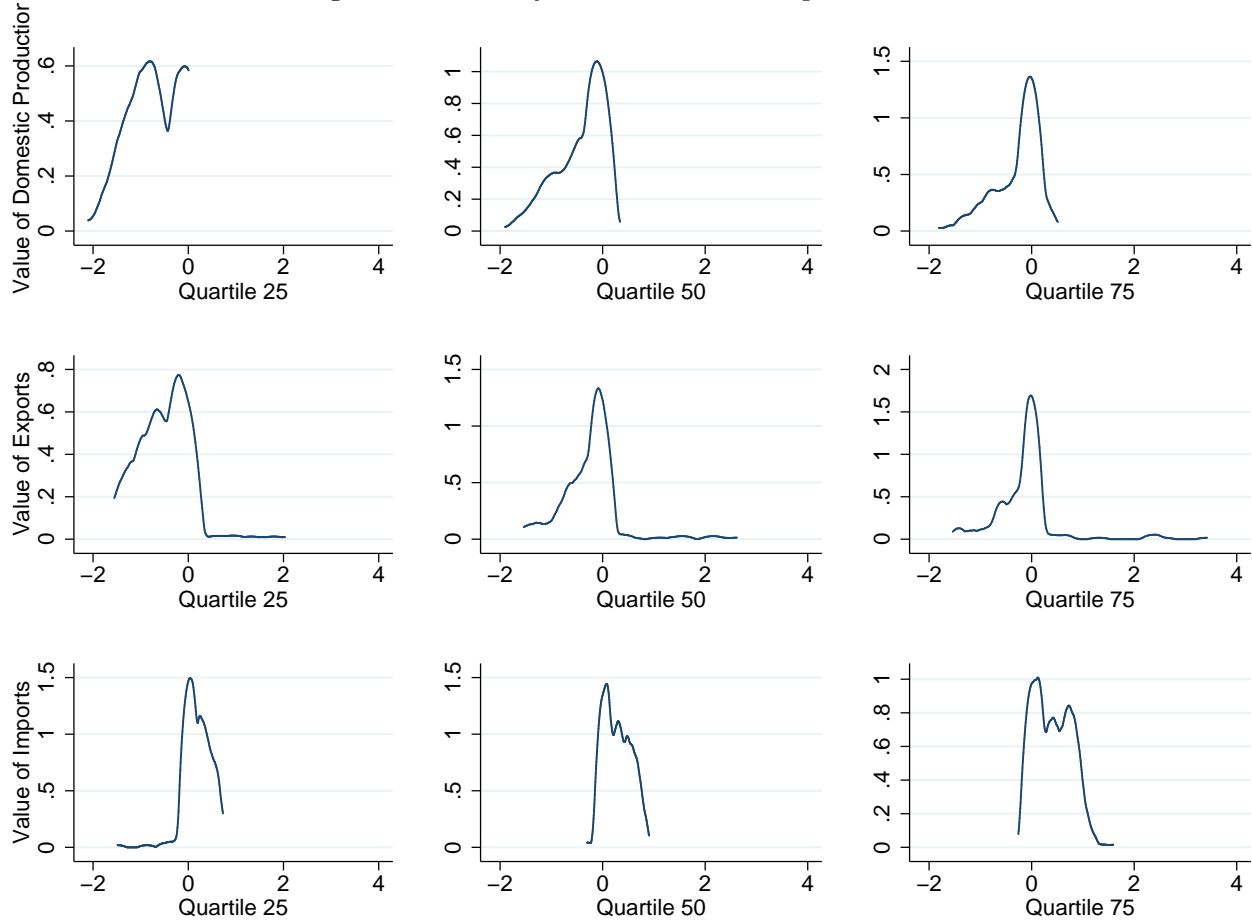 Value of Domestic Production
0 .2 .4 .6
−2 0 2 4
Quartile 25
0 .2 .4 .6 .8 1
−2 0 2 4
Quartile 50
0 .5 1 1.5
−2 0 2 4
Quartile 75
Value of Exports
0 .2 .4 .6 .8
−2 0 2 4
Quartile 25
0 .5 1 1.5
−2 0 2 4
Quartile 50
0 .5 1 1.5 2
−2 0 2 4
Quartile 75
Value of Imports
0 .5 1 1.5
−2 0 2 4
Quartile 25
0 .5 1 1.5
−2 0 2 4
Quartile 50
0 .2 .4 .6 .8 1
−2 0 2 4
Quartile 75